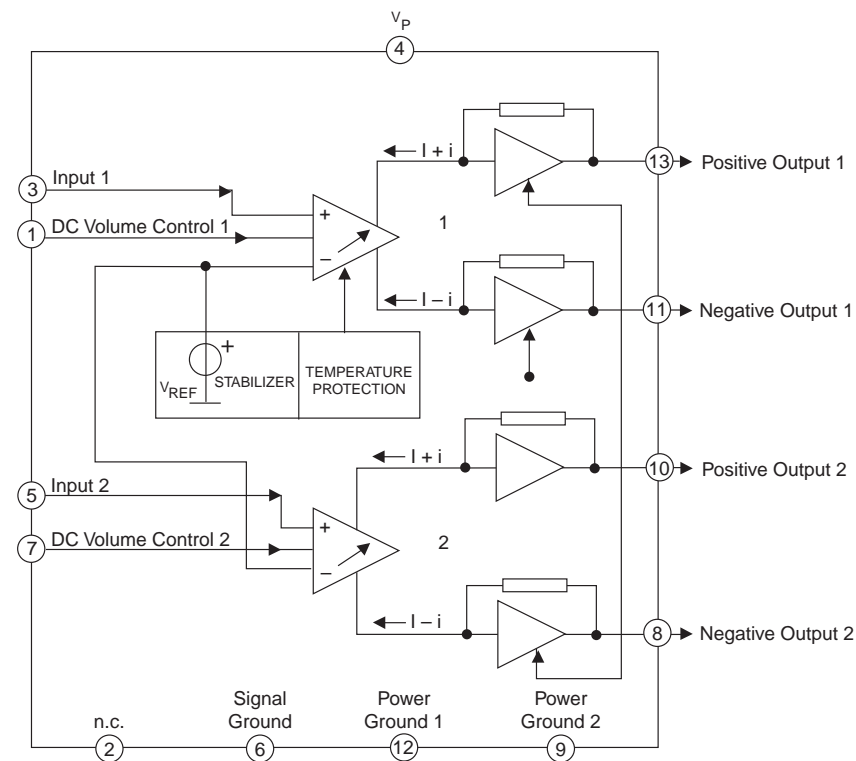 VP
4
I + i
13 Positive Output 1
3 Input 1
+
1
1 DC Volume Control 1
−
I – i
11 Negative Output 1
+
VREF
STABILIZER
TEMPERATURE
PROTECTION
I + i
10 Positive Output 2
5 Input 2
+
2
7 DC Volume Control 2
−
I – i
8 Negative Output 2
n.c.
2
Signal
Ground
6
Power
Ground 1
12
Power
Ground 2
9